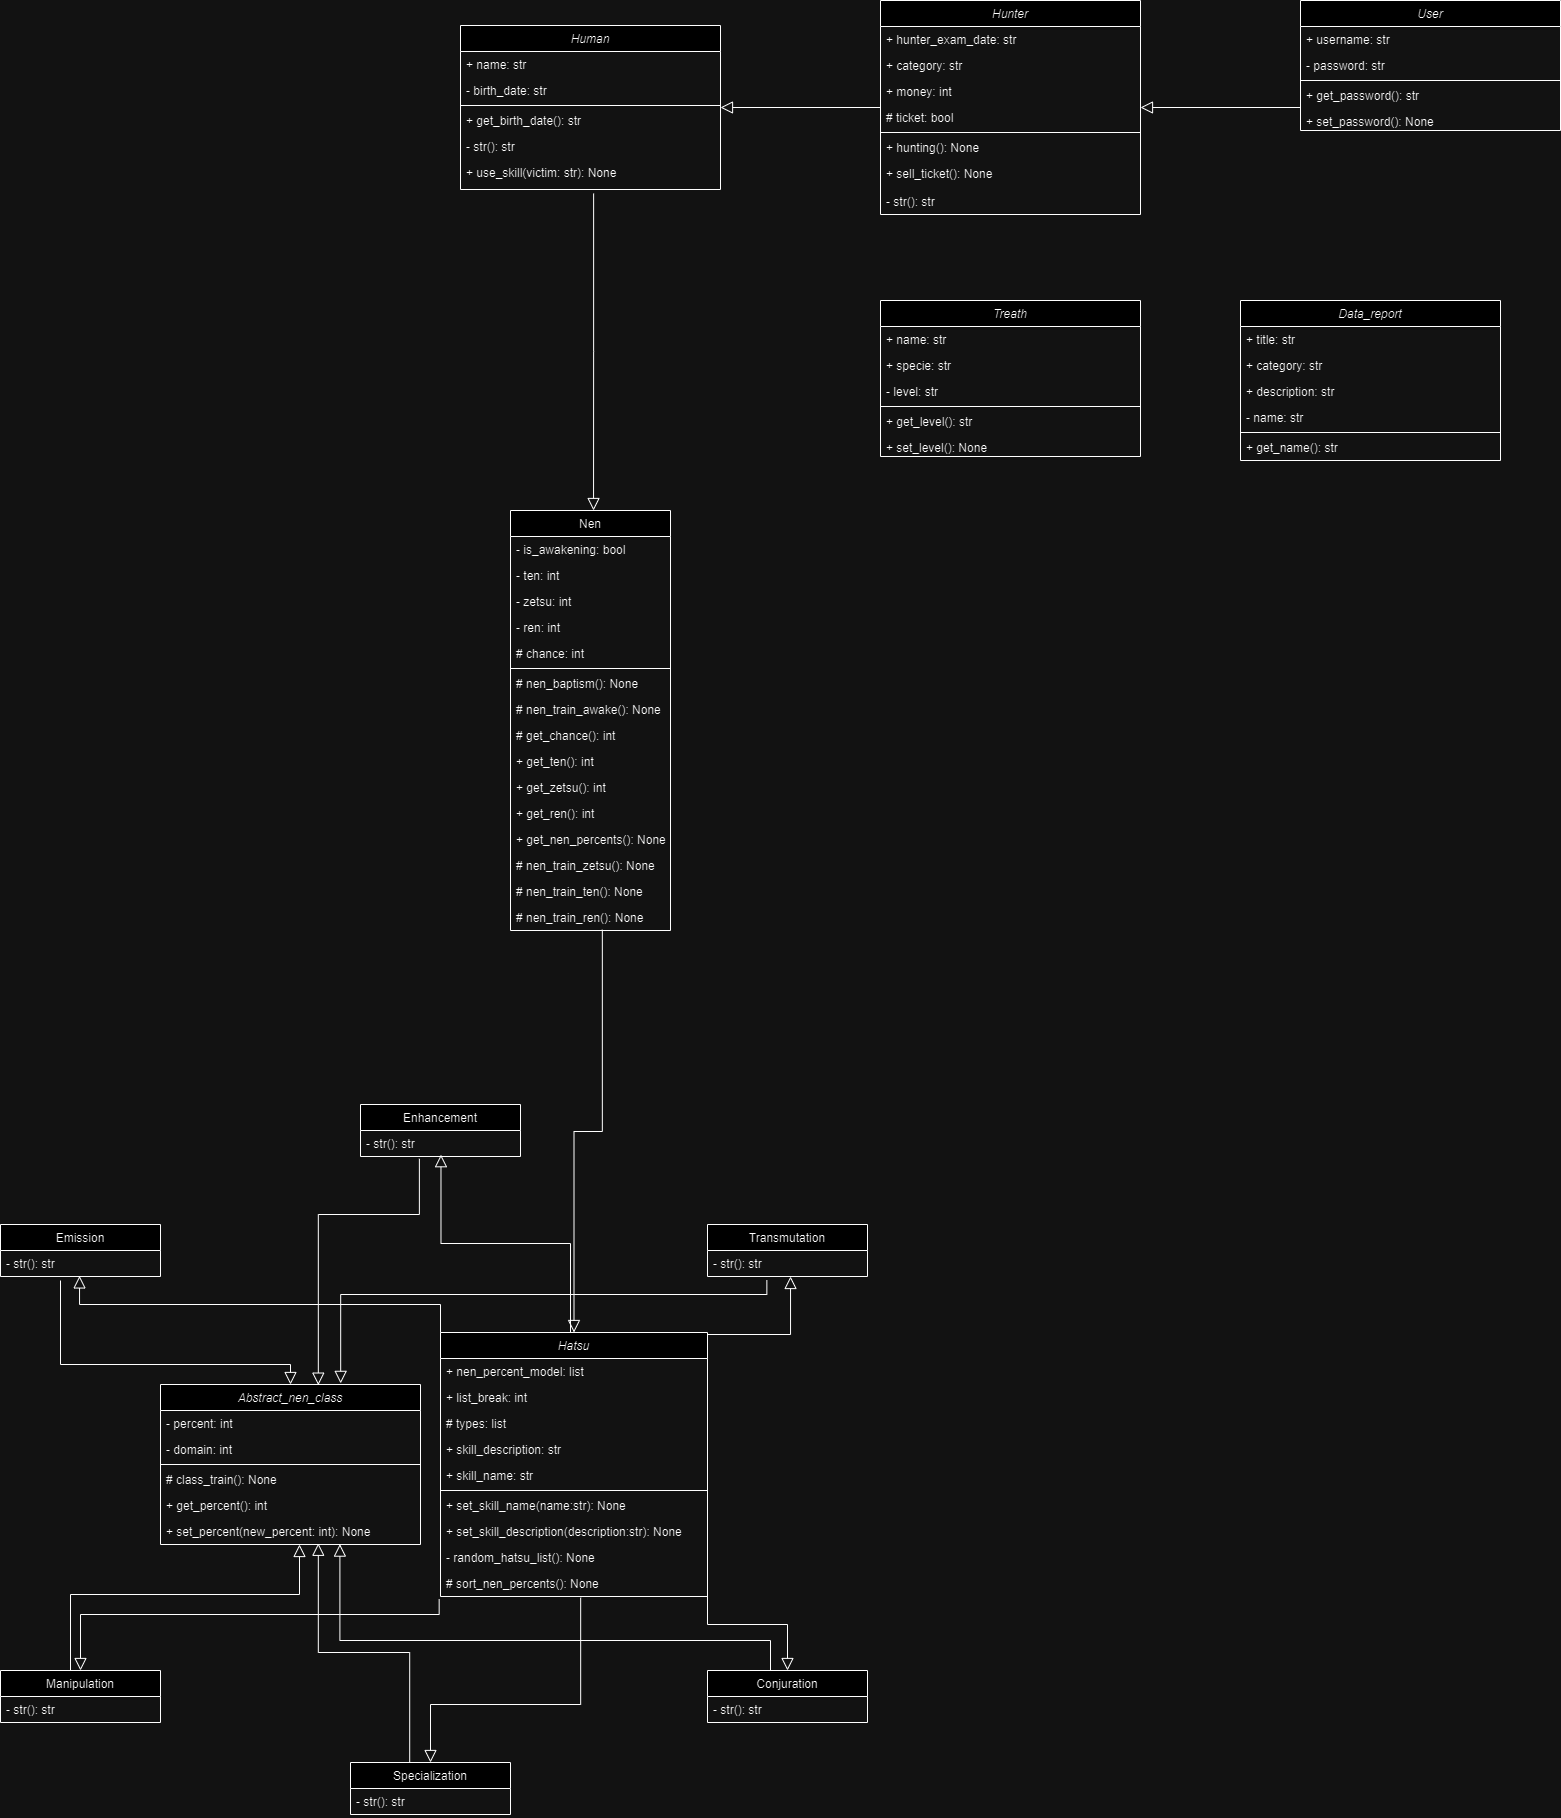 Human
+ name: str
- birth_date: str
+ get_birth_date(): str
- str(): str
+ use_skill(victim: str): None
Hunter
+ hunter_exam_date: str
+ category: str
+ money: int
# ticket: bool
+ hunting(): None
+ sell_ticket(): None
- str(): str
User
+ username: str
- password: str
+ get_password(): str
+ set_password(): None
Treath
+ name: str
+ specie: str
- level: str
+ get_level(): str
+ set_level(): None
Data_report
+ title: str
+ category: str
+ description: str
- name: str
+ get_name(): str
Nen
- is_awakening: bool
- ten: int
- zetsu: int
- ren: int
# chance: int
# nen_baptism(): None
# nen_train_awake(): None
# get_chance(): int
+ get_ten(): int
+ get_zetsu(): int
+ get_ren(): int
+ get_nen_percents(): None
# nen_train_zetsu(): None
# nen_train_ten(): None
# nen_train_ren(): None
Enhancement
- str(): str
Emission
- str(): str
Transmutation
- str(): str
Abstract_nen_class
- percent: int
- domain: int
# class_train(): None
+ get_percent(): int
+ set_percent(new_percent: int): None
Hatsu
+ nen_percent_model: list
+ list_break: int
# types: list
+ skill_description: str
+ skill_name: str
+ set_skill_name(name:str): None
+ set_skill_description(description:str): None
- random_hatsu_list(): None
# sort_nen_percents(): None
Manipulation
- str(): str
Conjuration
- str(): str
Specialization
- str(): str